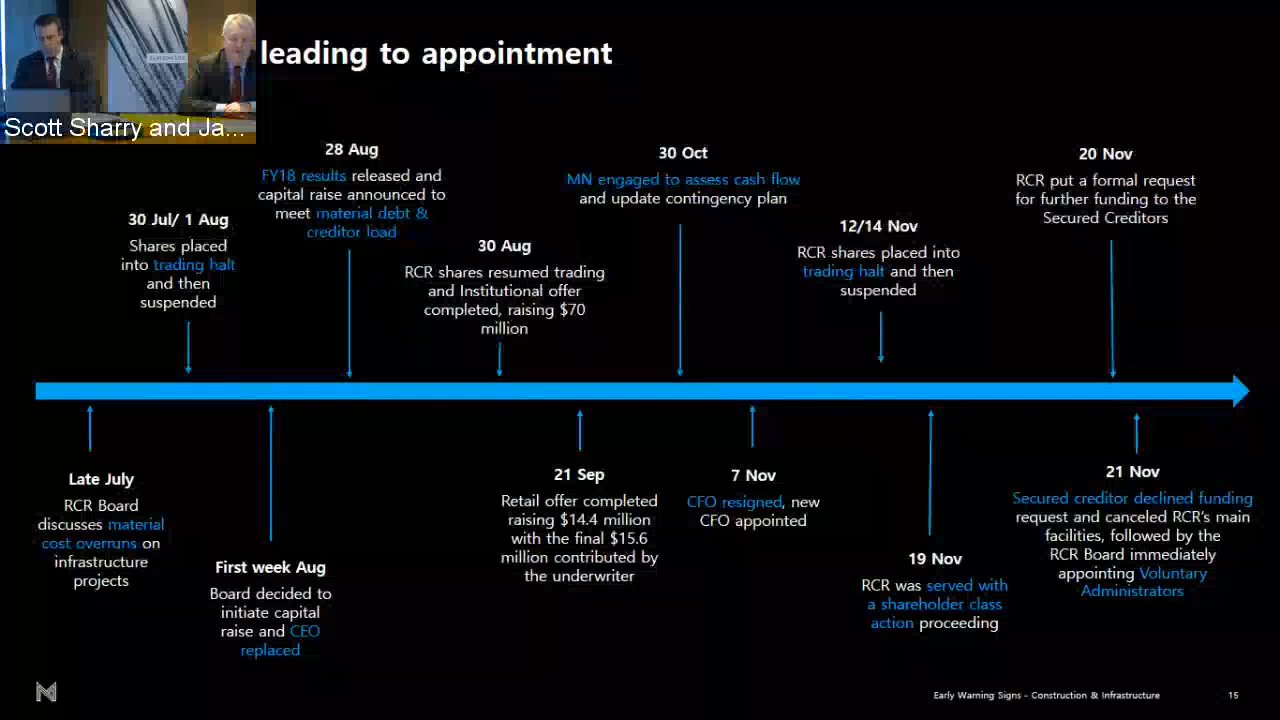 leading to appointment
Scott Sharry and Ja...
28 Aug
FY18 results released and
capital raise announced to
meet material debt &
creditor load
30 Oct
MN engaged to assess cash flow
and update contingency plan
20 Nov
RCR put a formal request
for further funding to the
Secured Creditors
30 Jul/ 1 Aug
Shares placed
into trading halt
and then
suspended
30 Aug
RCR shares resumed trading
and Institutional offer
completed, raising $70
million
12/14 Nov
RCR shares placed into
trading halt and then
suspended
Late July
RCR Board
discusses material
cost overruns on
infrastructure
projects
First week Aug
Board decided to
initiate capital
raise and CEO
replaced
21 Sep
Retail offer completed
raising $14.4 million
with the final $15.6
million contributed by
the underwriter
7 Nov
CFO resigned, new
CFO appointed
19 Nov
RCR was served with
a shareholder class
action proceeding
21 Nov
Secured creditor declined funding
request and canceled RCR's main
facilities, followed by the
RCR Board immediately
appointing Voluntary
Administrators
Early Warning Signs - Construction & Infrastructure
15